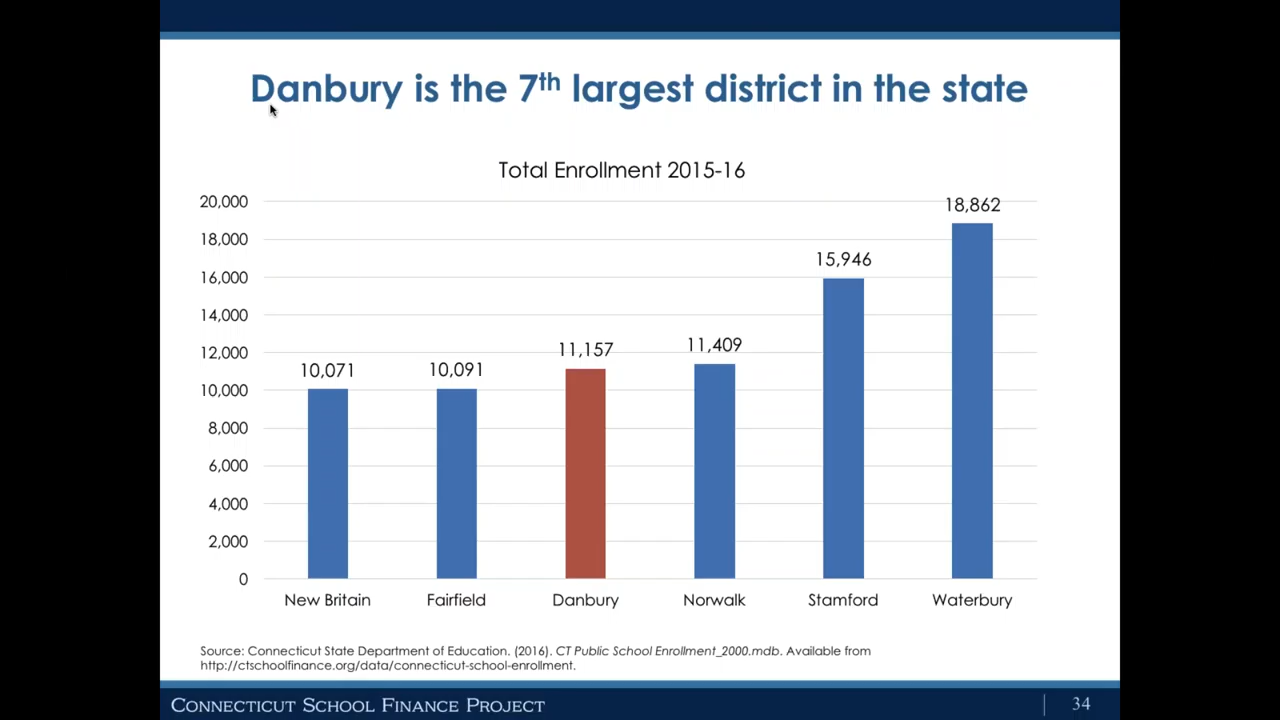 Danbury is the 7th largest district in the state
Total Enrollment 2015-16
20,000
18,000
16,000
14,000
12,000
10,000
8,000
6,000
4,000
2,000
0
10,071
10,091
11,157
11,409
15,946
18,862
New Britain
Fairfield
Danbury
Norwalk
Stamford
Waterbury
Source: Connecticut State Department of Education. (2016). CT Public School Enrollment_2000.mdb. Available from
http://ctschoolfinance.org/data/connecticut-school-enrollment.
CONNECTICUT SCHOOL FINANCE PROJECT
34